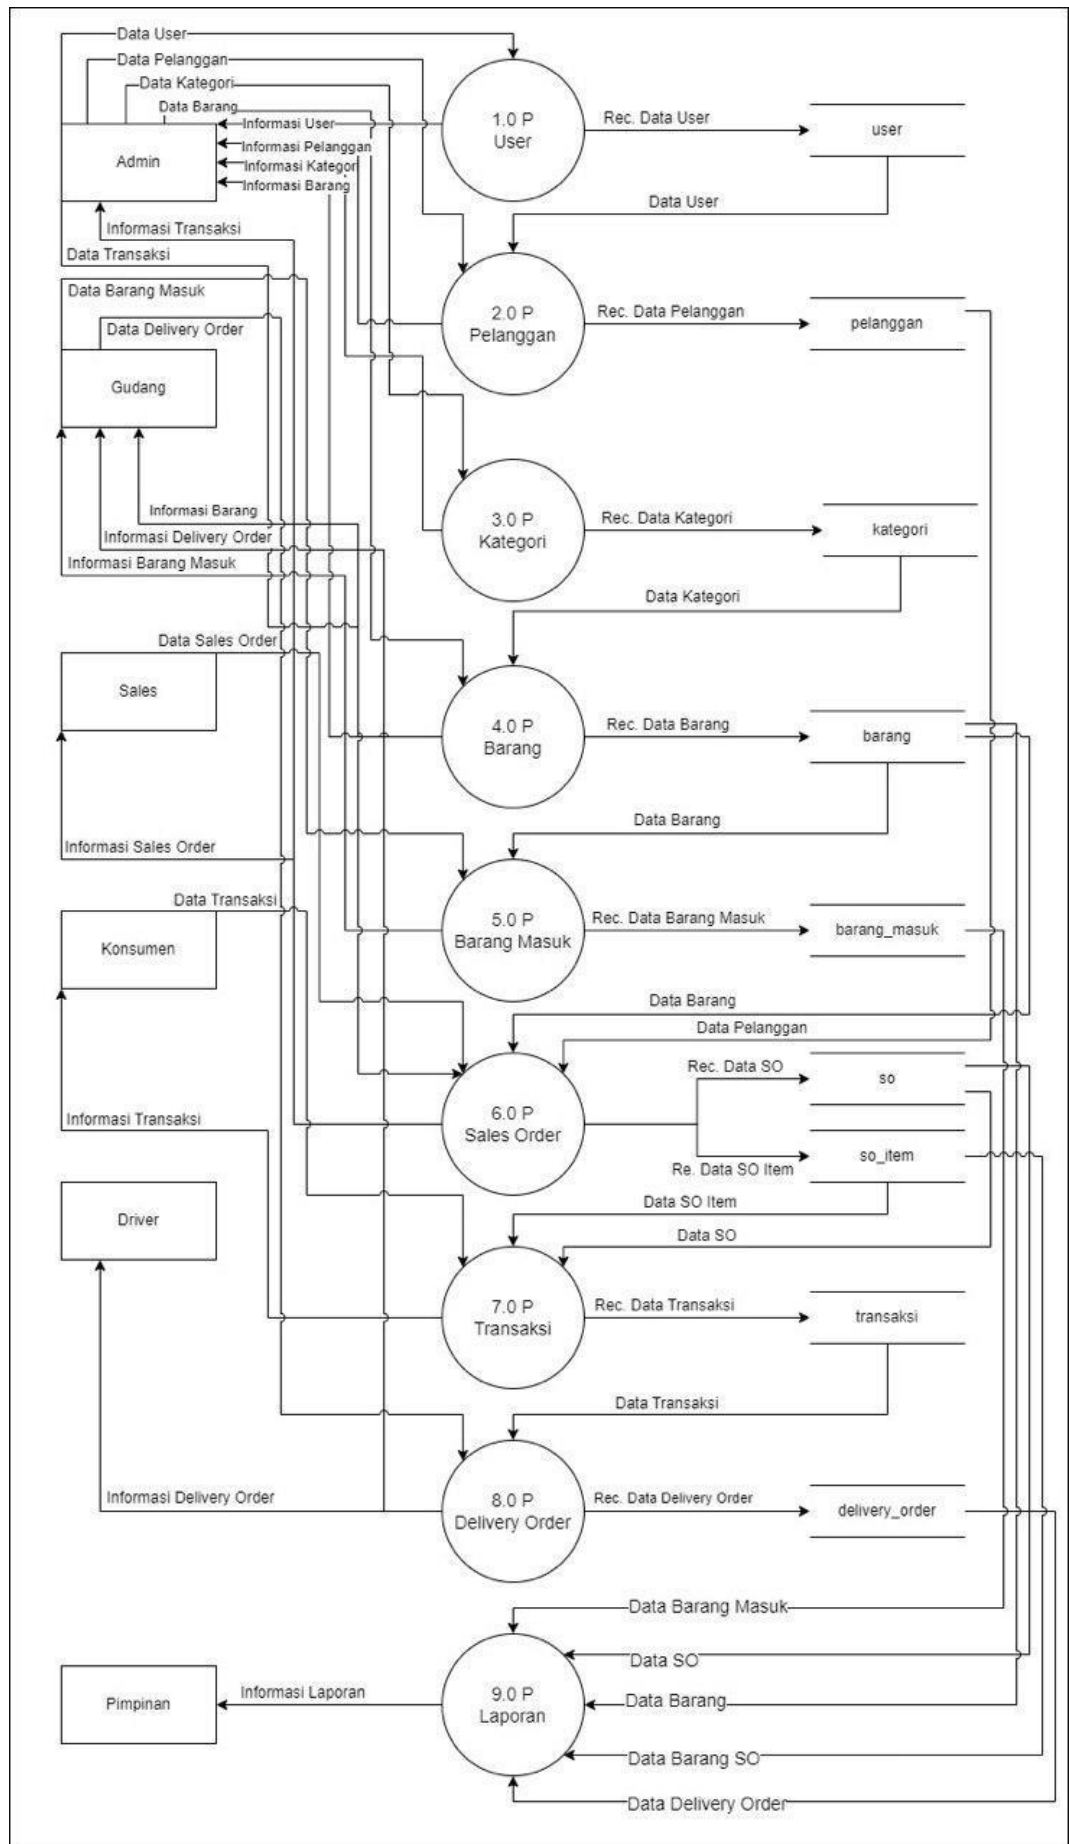 Data User
Data Pelanggan
Data Kategori
Data Barang
Informasi User
Informasi Pelanggan
Informasi Kategori
Informasi Barang
Admin
1.0 P
User
Rec. Data User
user
Data User
Informasi Transaksi
Data Transaksi
Data Barang Masuk
Data Delivery Order
2.0 P
Pelanggan
Rec. Data Pelanggan
pelanggan
Gudang
Informasi Barang
Informasi Delivery Order
Informasi Barang Masuk
3.0 P
Kategori
Rec. Data Kategori
kategori
Data Kategori
Data Sales Order
Sales
4.0 P
Barang
Rec. Data Barang
barang
Data Barang
Informasi Sales Order
Data Transaksi
Konsumen
5.0 P
Barang Masuk
Rec. Data Barang Masuk
barang_masuk
Data Barang
Data Pelanggan
Rec. Data SO
so
6.0 P
Sales Order
Re. Data SO Item
so_item
Informasi Transaksi
Data SO Item
Data SO
Driver
7.0 P
Transaksi
Rec. Data Transaksi
transaksi
Data Transaksi
Informasi Delivery Order
8.0 P
Delivery Order
Rec. Data Delivery Order
delivery_order
Data Barang Masuk
Data SO
Pimpinan
Informasi Laporan
9.0 P
Laporan
Data Barang
Data Barang SO
Data Delivery Order